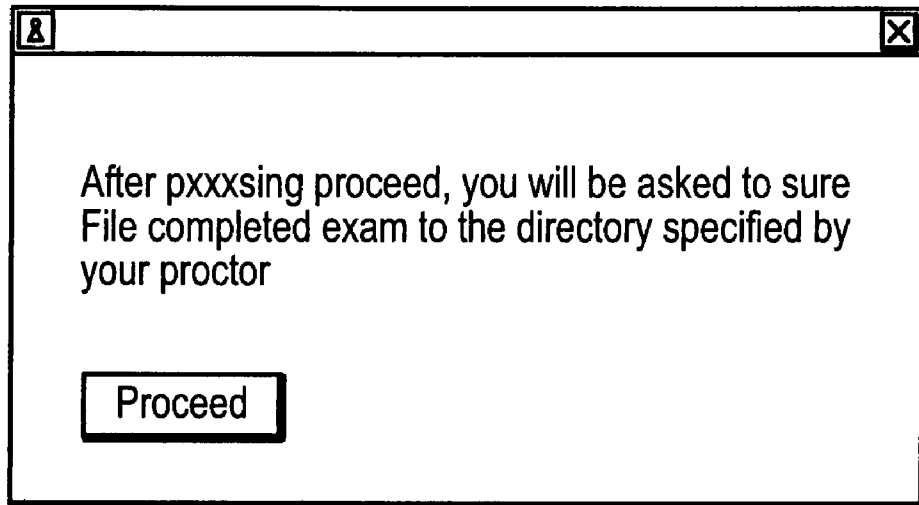 After pxxxsing proceed, you will be asked to sure
File completed exam to the directory specified by
your proctor
Proceed